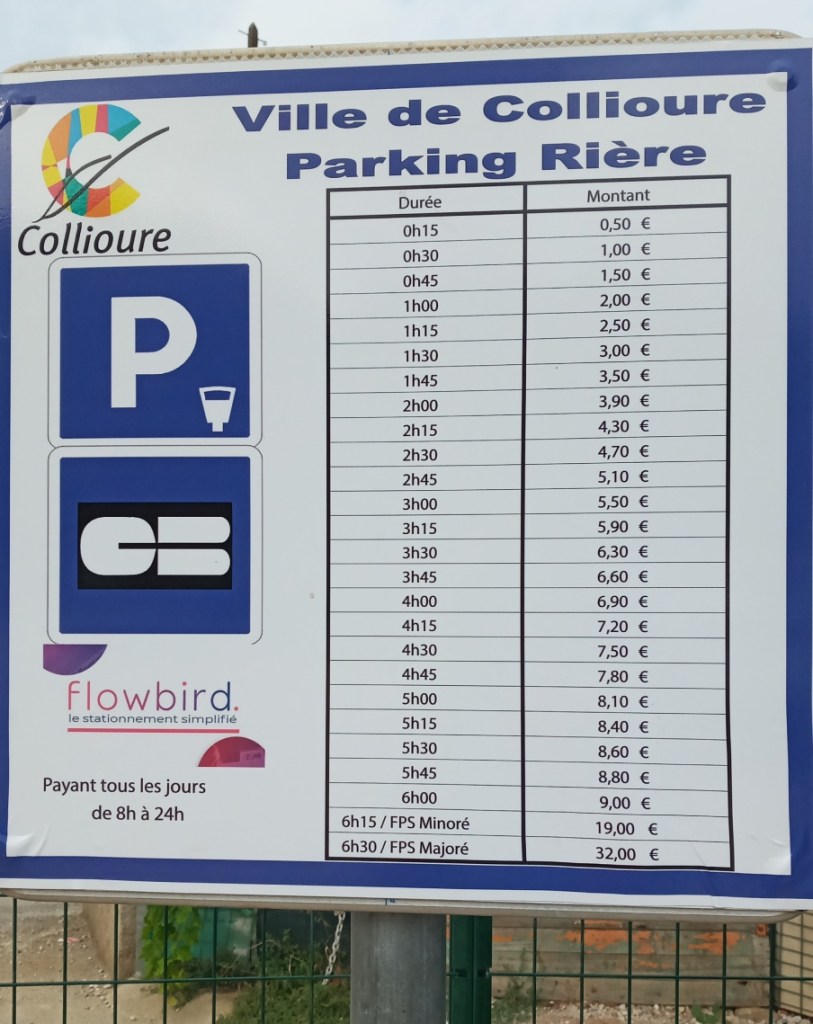 Ville de Collioure
Parking Rière
Collioure
P
CB
flowbird.
le stationnement simplifié
Payant tous les jours
de 8h à 24h
Durée Montant
0h15 0,50 €
0h30 1,00 €
0h45 1,50 €
1h00 2,00 €
1h15 2,50 €
1h30 3,00 €
1h45 3,50 €
2h00 3,90 €
2h15 4,30 €
2h30 4,70 €
2h45 5,10 €
3h00 5,50 €
3h15 5,90 €
3h30 6,30 €
3h45 6,60 €
4h00 6,90 €
4h15 7,20 €
4h30 7,50 €
4h45 7,80 €
5h00 8,10 €
5h15 8,40 €
5h30 8,60 €
5h45 8,80 €
6h00 9,00 €
6h15 / FPS Minoré 19,00 €
6h30 / FPS Majoré 32,00 €